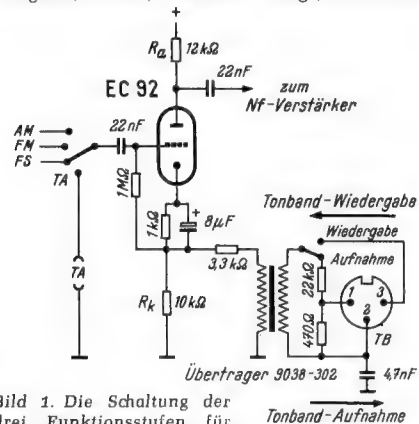 +
Ra 12kΩ
22nF
EC 92
zum
Nf-Verstärker
AM
FM
FS
TA
22nF
1MΩ
+
1kΩ
8µF
Tonband-Wiedergabe
Wiedergabe
Aufnahme
TA
3,3kΩ
22kΩ
1
3
2
Rk
10kΩ
470Ω
TB
4,7nF
Übertrager 9038-302
Bild 1. Die Schaltung der
drei Funktionsstufen für
Tonband-Aufnahme